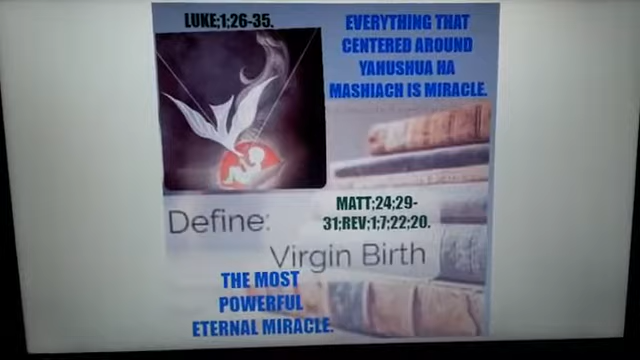 LUKE;1;26-35.
EVERYTHING THAT
CENTERED AROUND
YAHUSHUA HA
MASHIACH IS MIRACLE.
MATT;24;29-
31;REV;1;7;22;20.
Define:
Virgin Birth
THE MOST
POWERFUL
ETERNAL MIRACLE.